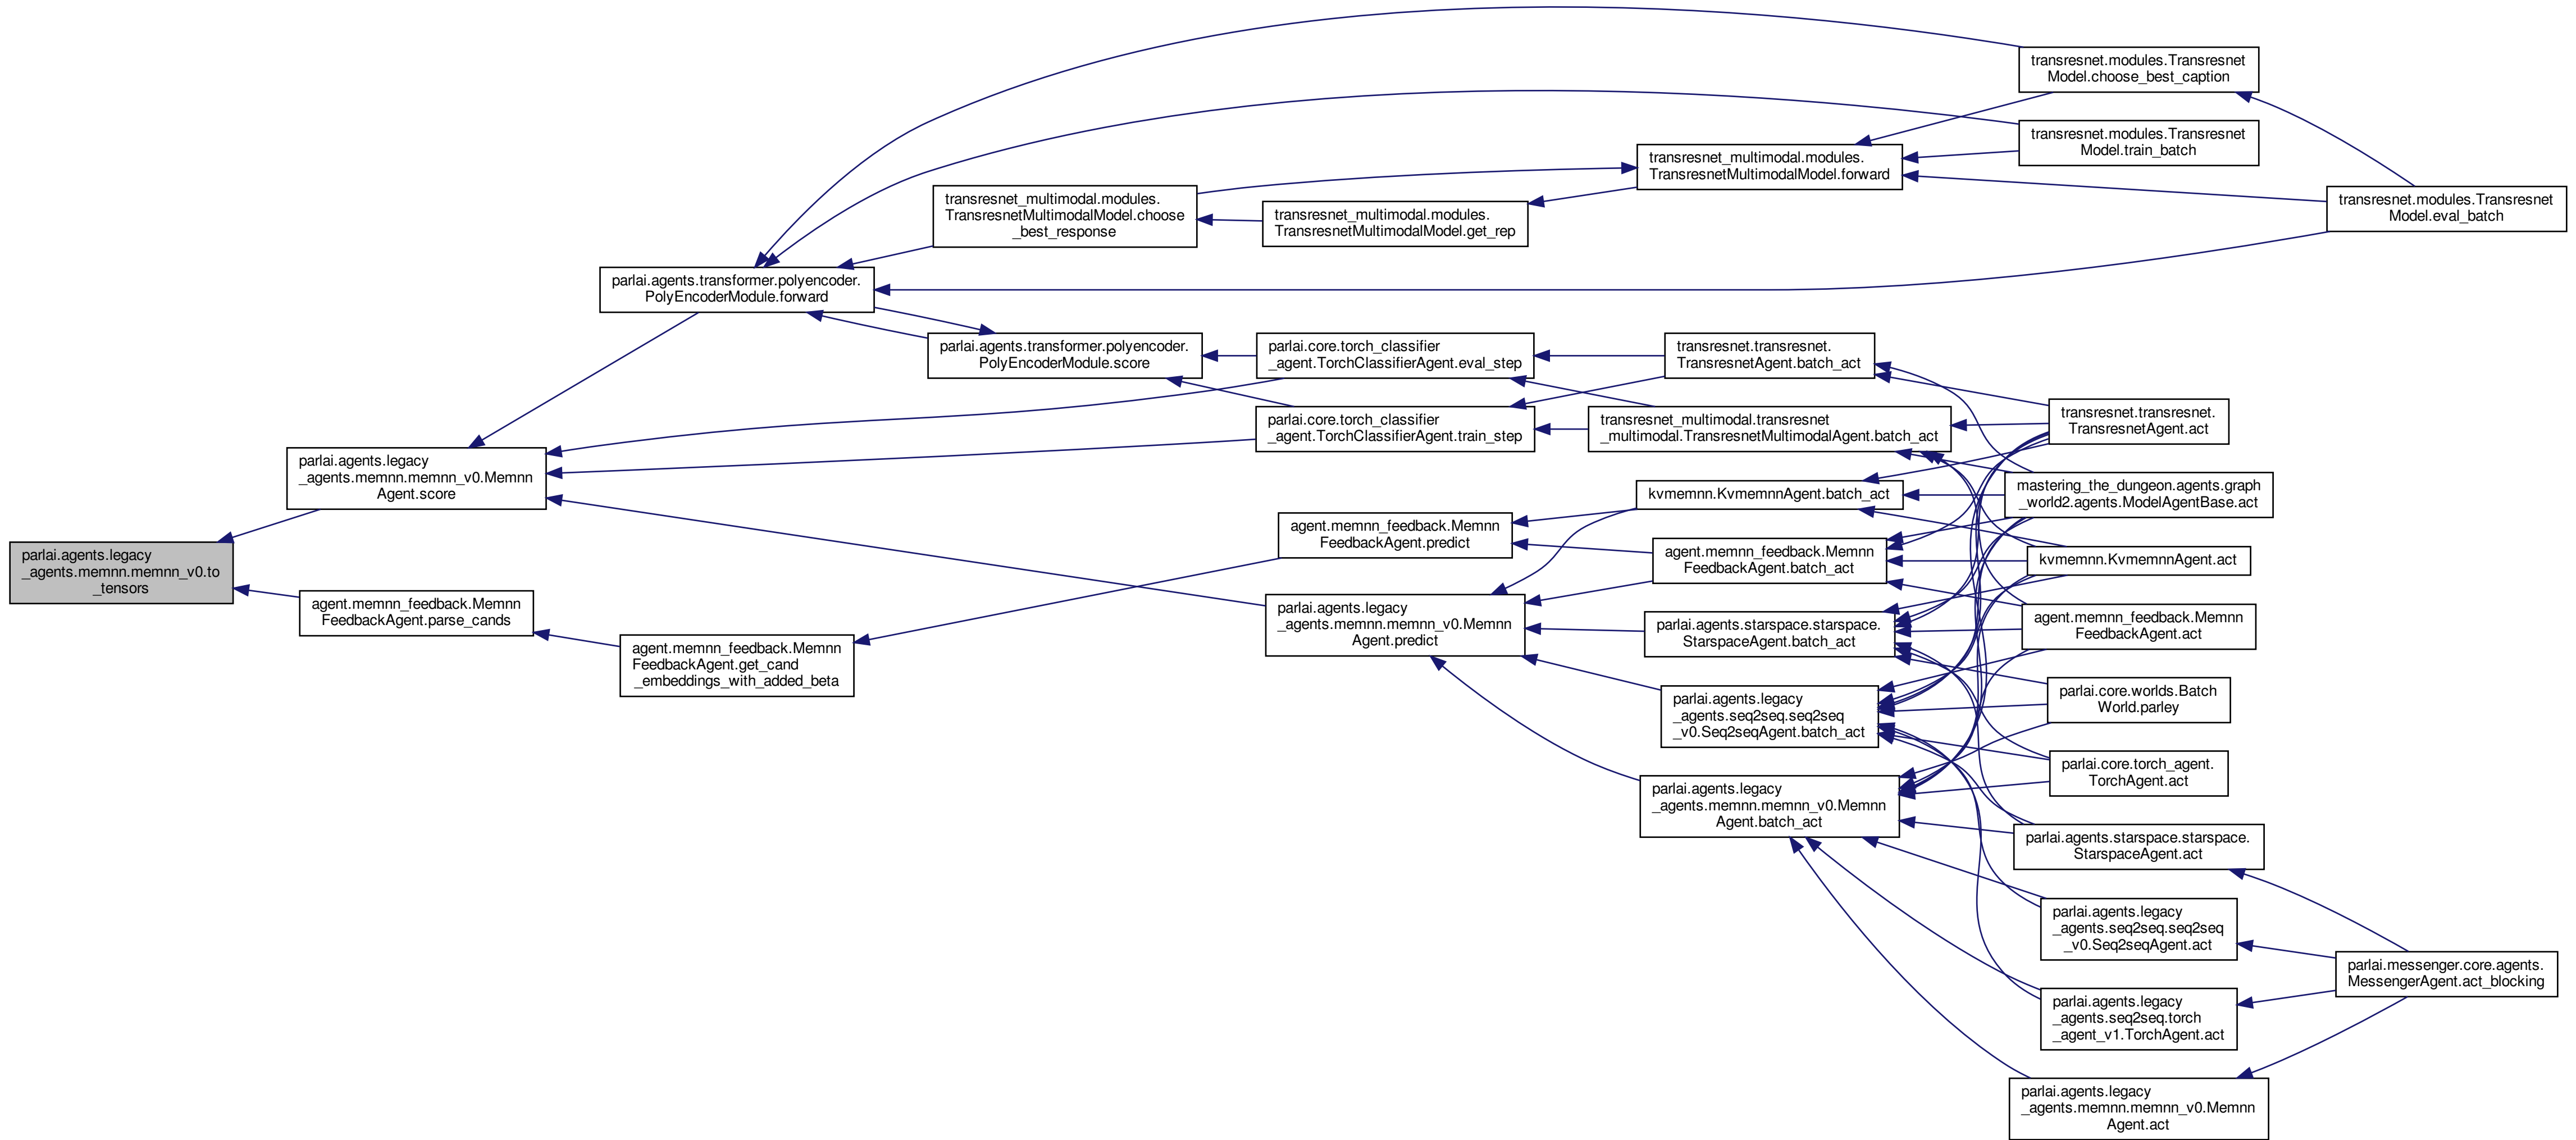 parlai.agents.legacy
_agents.memnn.memnn_v0.to
_tensors
parlai.agents.legacy
_agents.memnn.memnn_v0.Memnn
Agent.score
agent.memnn_feedback.Memnn
FeedbackAgent.parse_cands
parlai.agents.transformer.polyencoder.
PolyEncoderModule.forward
agent.memnn_feedback.Memnn
FeedbackAgent.get_cand
_embeddings_with_added_beta
transresnet_multimodal.modules.
TransresnetMultimodalModel.choose
_best_response
parlai.agents.transformer.polyencoder.
PolyEncoderModule.score
transresnet_multimodal.modules.
TransresnetMultimodalModel.get_rep
parlai.core.torch_classifier
_agent.TorchClassifierAgent.eval_step
parlai.core.torch_classifier
_agent.TorchClassifierAgent.train_step
agent.memnn_feedback.Memnn
FeedbackAgent.predict
parlai.agents.legacy
_agents.memnn.memnn_v0.Memnn
Agent.predict
transresnet_multimodal.modules.
TransresnetMultimodalModel.forward
transresnet.transresnet.
TransresnetAgent.batch_act
transresnet_multimodal.transresnet
_multimodal.TransresnetMultimodalAgent.batch_act
kvmemnn.KvmemnnAgent.batch_act
agent.memnn_feedback.Memnn
FeedbackAgent.batch_act
parlai.agents.starspace.starspace.
StarspaceAgent.batch_act
parlai.agents.legacy
_agents.seq2seq.seq2seq
_v0.Seq2seqAgent.batch_act
parlai.agents.legacy
_agents.memnn.memnn_v0.Memnn
Agent.batch_act
transresnet.modules.Transresnet
Model.choose_best_caption
transresnet.modules.Transresnet
Model.train_batch
transresnet.modules.Transresnet
Model.eval_batch
transresnet.transresnet.
TransresnetAgent.act
mastering_the_dungeon.agents.graph
_world2.agents.ModelAgentBase.act
kvmemnn.KvmemnnAgent.act
agent.memnn_feedback.Memnn
FeedbackAgent.act
parlai.core.worlds.Batch
World.parley
parlai.core.torch_agent.
TorchAgent.act
parlai.agents.starspace.starspace.
StarspaceAgent.act
parlai.agents.legacy
_agents.seq2seq.seq2seq
_v0.Seq2seqAgent.act
parlai.messenger.core.agents.
MessengerAgent.act_blocking
parlai.agents.legacy
_agents.seq2seq.torch
_agent_v1.TorchAgent.act
parlai.agents.legacy
_agents.memnn.memnn_v0.Memnn
Agent.act